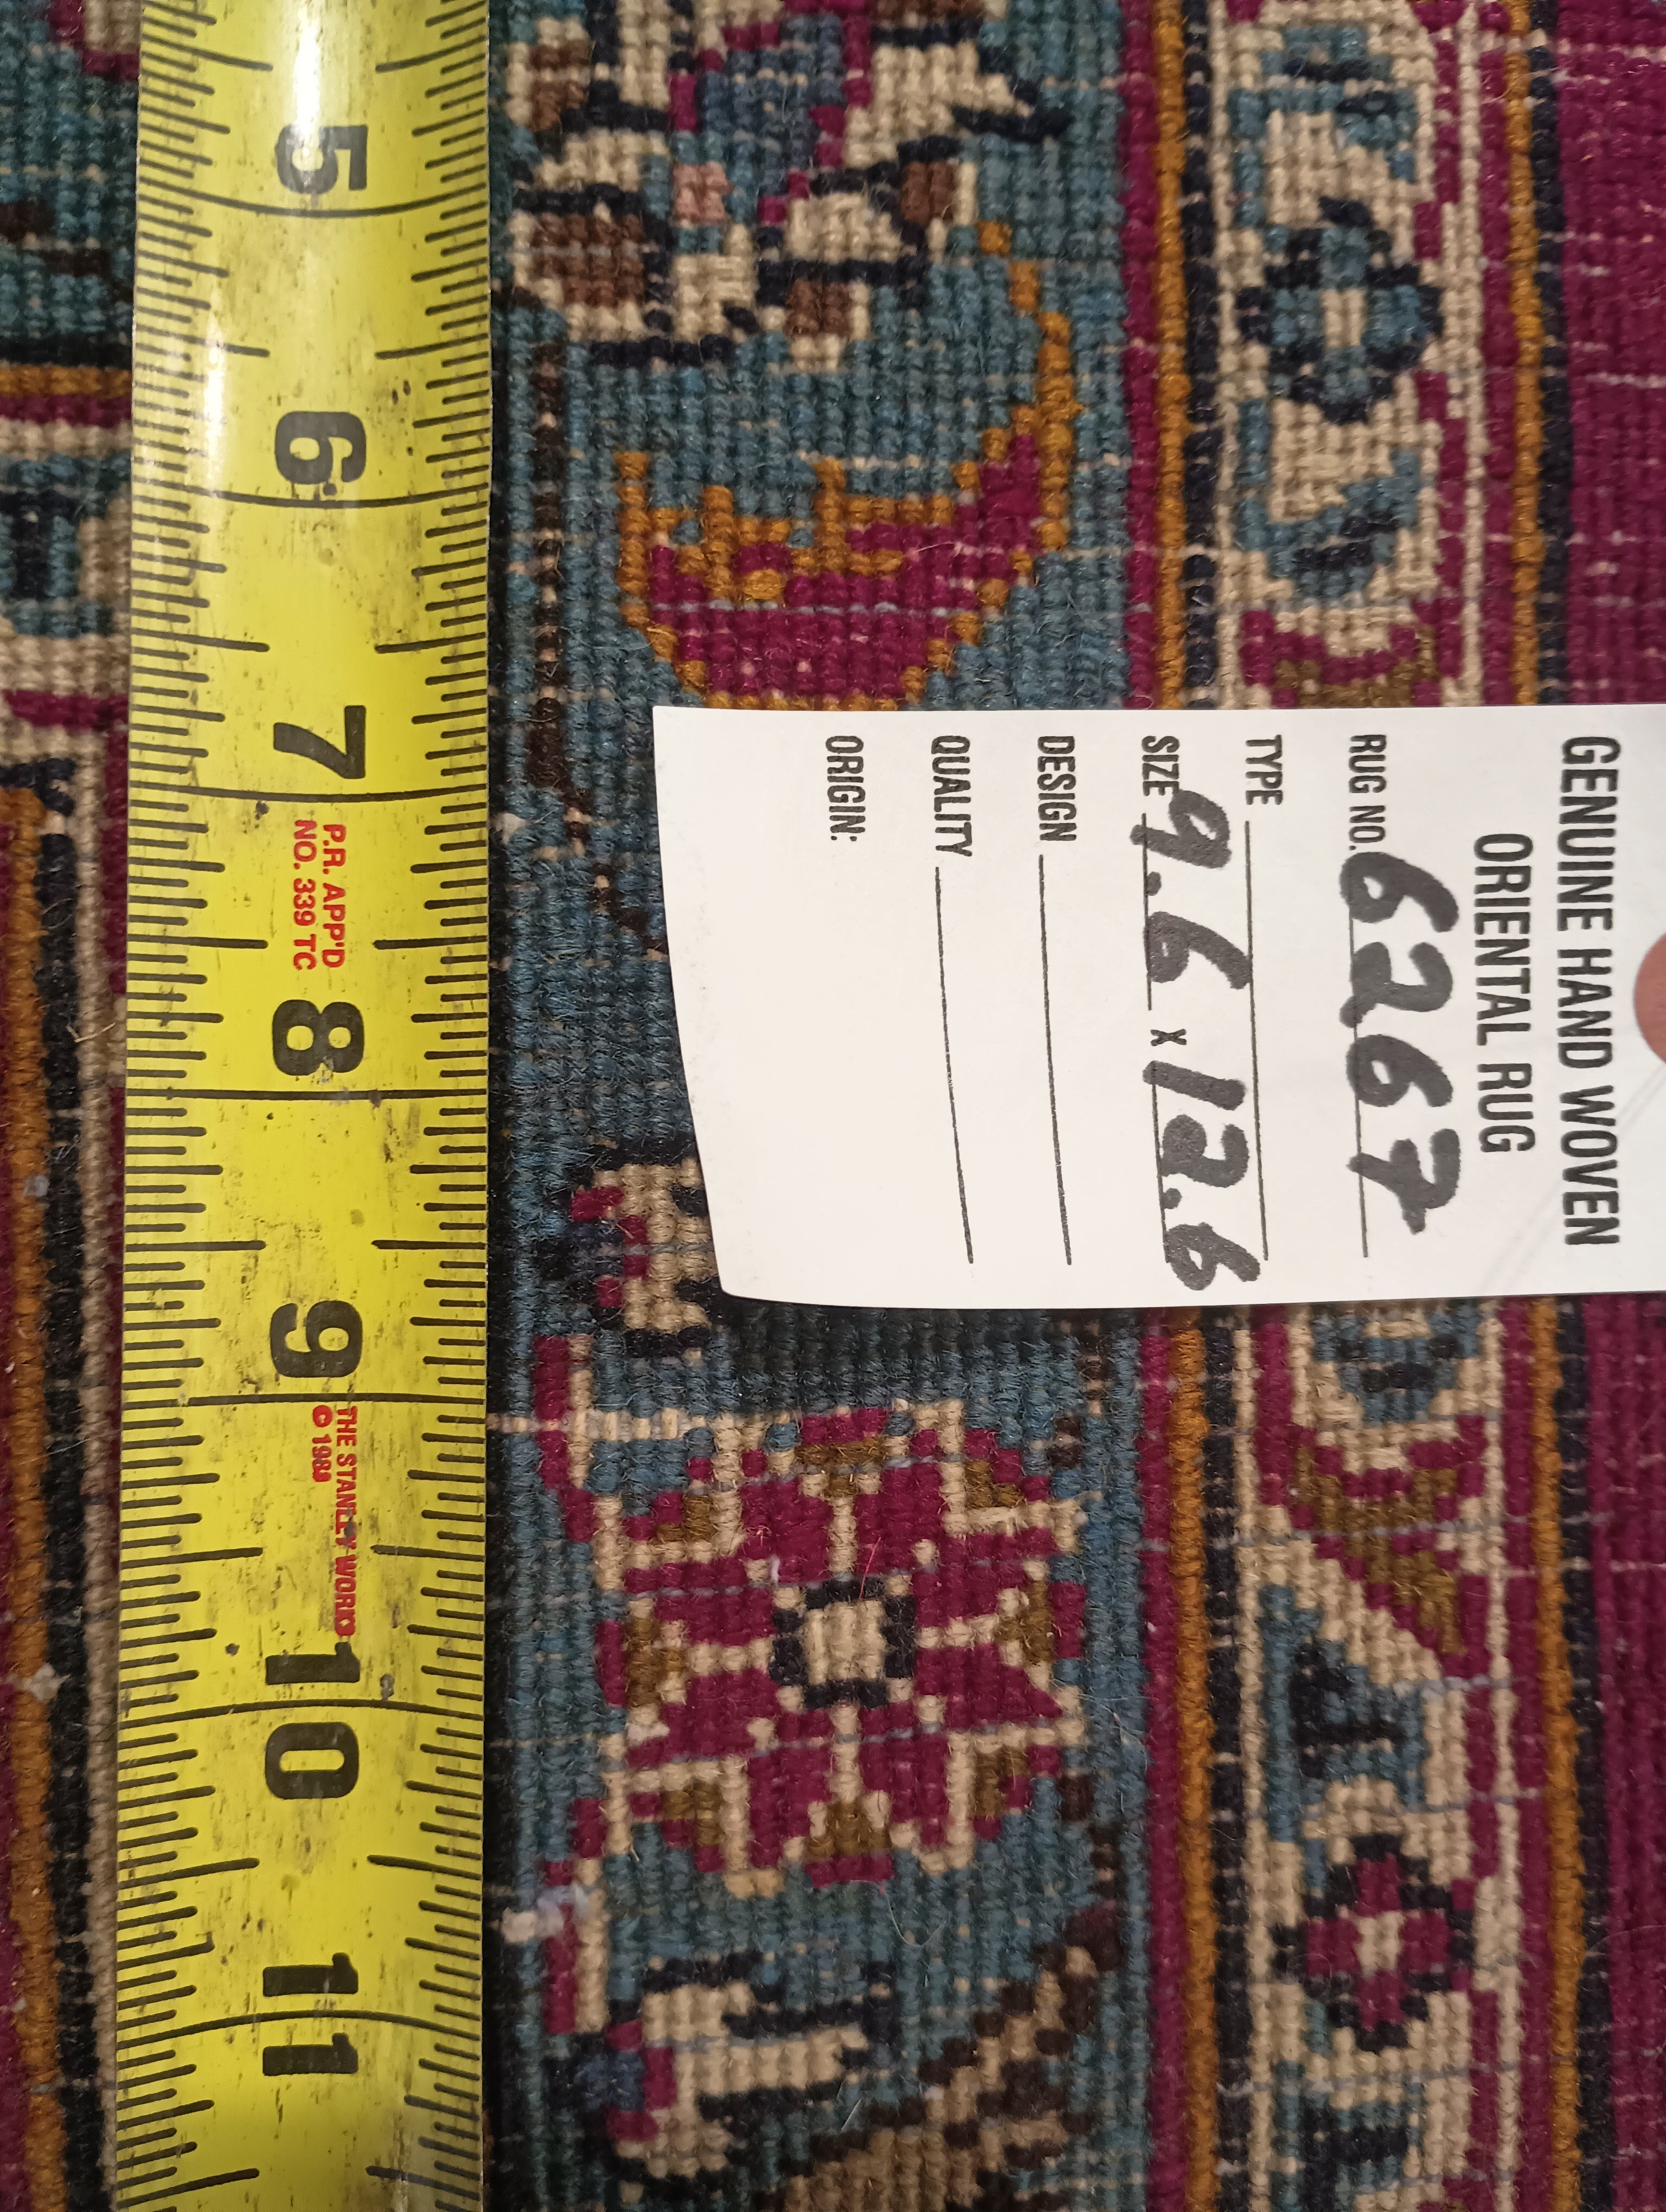 5
6
7
P.R. APP'D
NO. 339 TC
8
9
THE STANLEY WORKS
10
11
GENUINE HAND WOVEN
ORIENTAL RUG
RUG NO. 6267
TYPE
SIZE 9.6 x 12.6
DESIGN
QUALITY
ORIGIN: